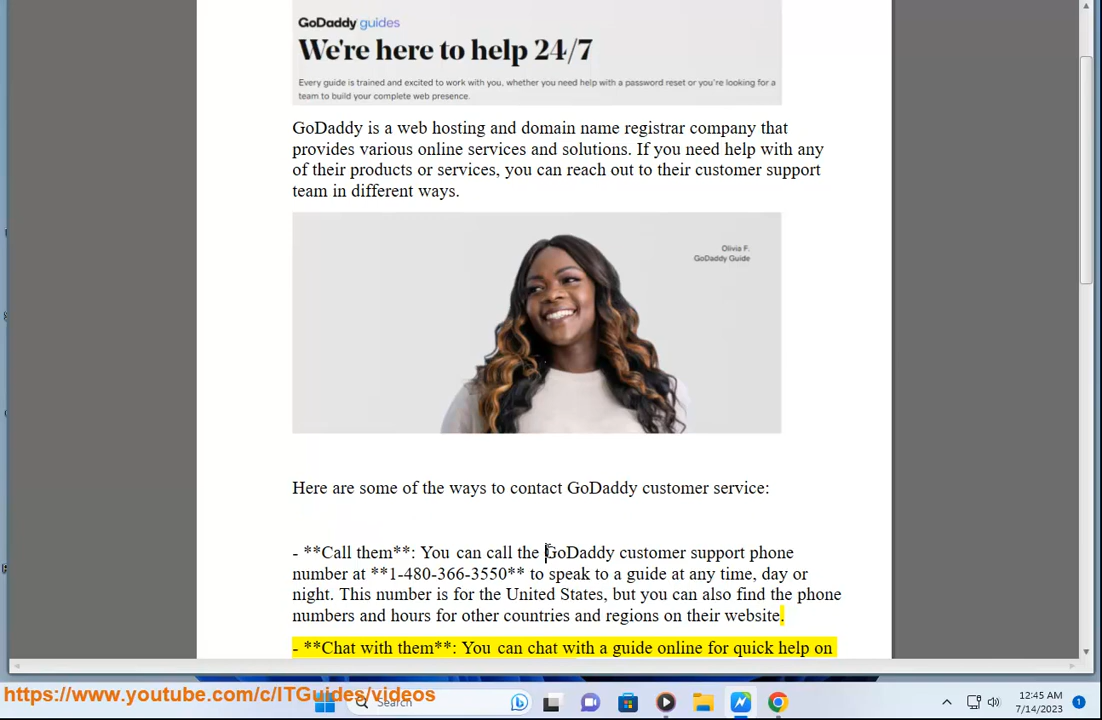 GoDaddy guides
We're here to help 24/7
Every guide is trained and excited to work with you, whether you need help with a password reset or you're looking for a
team to build your complete web presence.
GoDaddy is a web hosting and domain name registrar company that
provides various online services and solutions. If you need help with any
of their products or services, you can reach out to their customer support
team in different ways.
Olivia F.
GoDaddy Guide
Here are some of the ways to contact GoDaddy customer service:
- **Call them**: You can call the GoDaddy customer support phone
number at **1-480-366-3550** to speak to a guide at any time, day or
night. This number is for the United States, but you can also find the phone
numbers and hours for other countries and regions on their website.
- **Chat with them**: You can chat with a guide online for quick help on
https://www.youtube.com/c/ITGuides/videos
Search
12:45 AM
7/14/2023
1